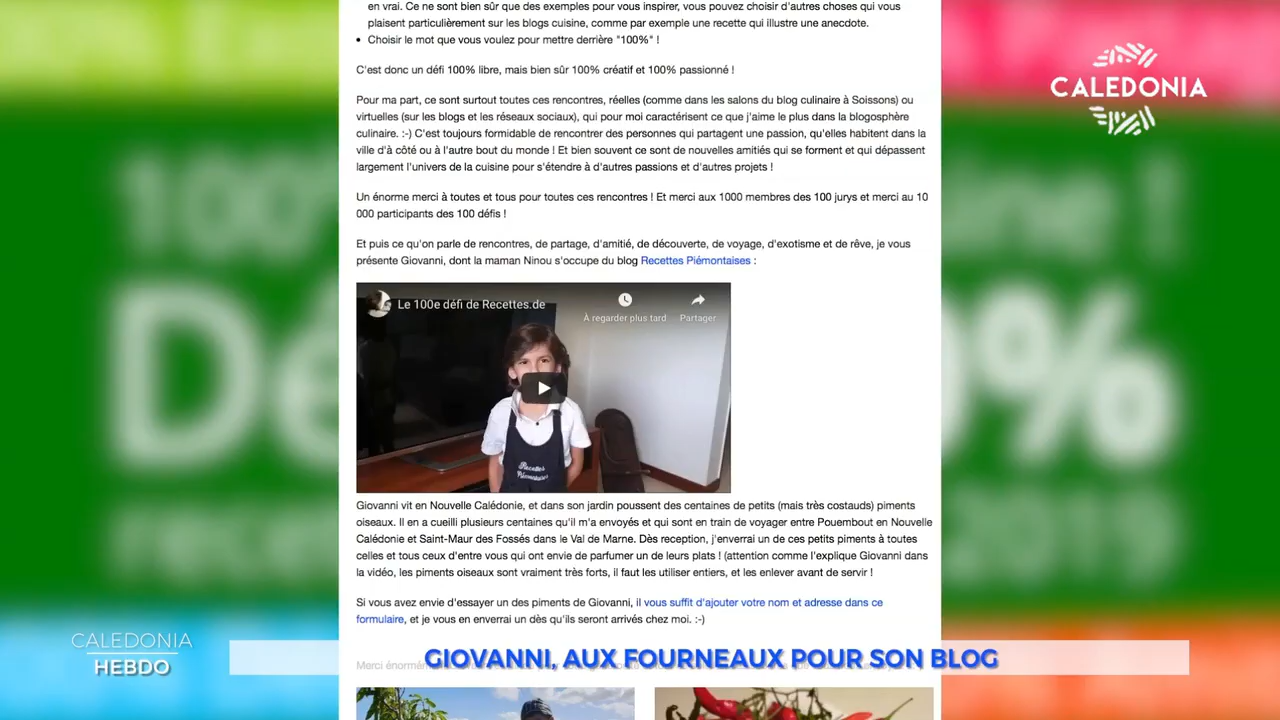 en vrai. Ce ne sont bien sûr que des exemples pour vous inspirer, vous pouvez choisir d'autres choses qui vous
plaisent particulièrement sur les blogs cuisine, comme par exemple une recette qui illustre une anecdote.
• Choisir le mot que vous voulez pour mettre derrière "100%" !
C'est donc un défi 100% libre, mais bien sûr 100% créatif et 100% passionné !
Pour ma part, ce sont surtout toutes ces rencontres, réelles (comme dans les salons du blog culinaire à Soissons) ou
virtuelles (sur les blogs et les réseaux sociaux), qui pour moi caractérisent ce que j'aime le plus dans la blogosphère
culinaire. :-) C'est toujours formidable de rencontrer des personnes qui partagent une passion, qu'elles habitent dans la
ville d'à côté ou à l'autre bout du monde ! Et bien souvent ce sont de nouvelles amitiés qui se forment et qui dépassent
largement l'univers de la cuisine pour s'étendre à d'autres passions et d'autres projets !
Un énorme merci à toutes et tous pour toutes ces rencontres ! Et merci aux 1000 membres des 100 jurys et merci au 10
000 participants des 100 défis !
Et puis ce qu'on parle de rencontres, de partage, d'amitié, de découverte, de voyage, d'exotisme et de rêve, je vous
présente Giovanni, dont la maman Ninou s'occupe du blog Recettes Piémontaises :
Le 100e défi de Recettes.de
À regarder plus tard
Partager
Recettes
Piémontaises
Giovanni vit en Nouvelle Calédonie, et dans son jardin poussent des centaines de petits (mais très costauds) piments
oiseaux. Il en a cueilli plusieurs centaines qu'il m'a envoyés et qui sont en train de voyager entre Pouembout en Nouvelle
Calédonie et Saint-Maur des Fossés dans le Val de Marne. Dès réception, j'enverrai un de ces petits piments à toutes
celles et tous ceux d'entre vous qui ont envie de parfumer un de leurs plats ! (attention comme l'explique Giovanni dans
la vidéo, les piments oiseaux sont vraiment très forts, il faut les utiliser entiers, et les enlever avant de servir !
Si vous avez envie d'essayer un des piments de Giovanni, il vous suffit d'ajouter votre nom et adresse dans ce
formulaire, et je vous en enverrai un dès qu'ils seront arrivés chez moi. :-)
CALEDONIA
CALEDONIA
HEBDO
GIOVANNI, AUX FOURNEAUX POUR SON BLOG
Merci
100
Dé
%